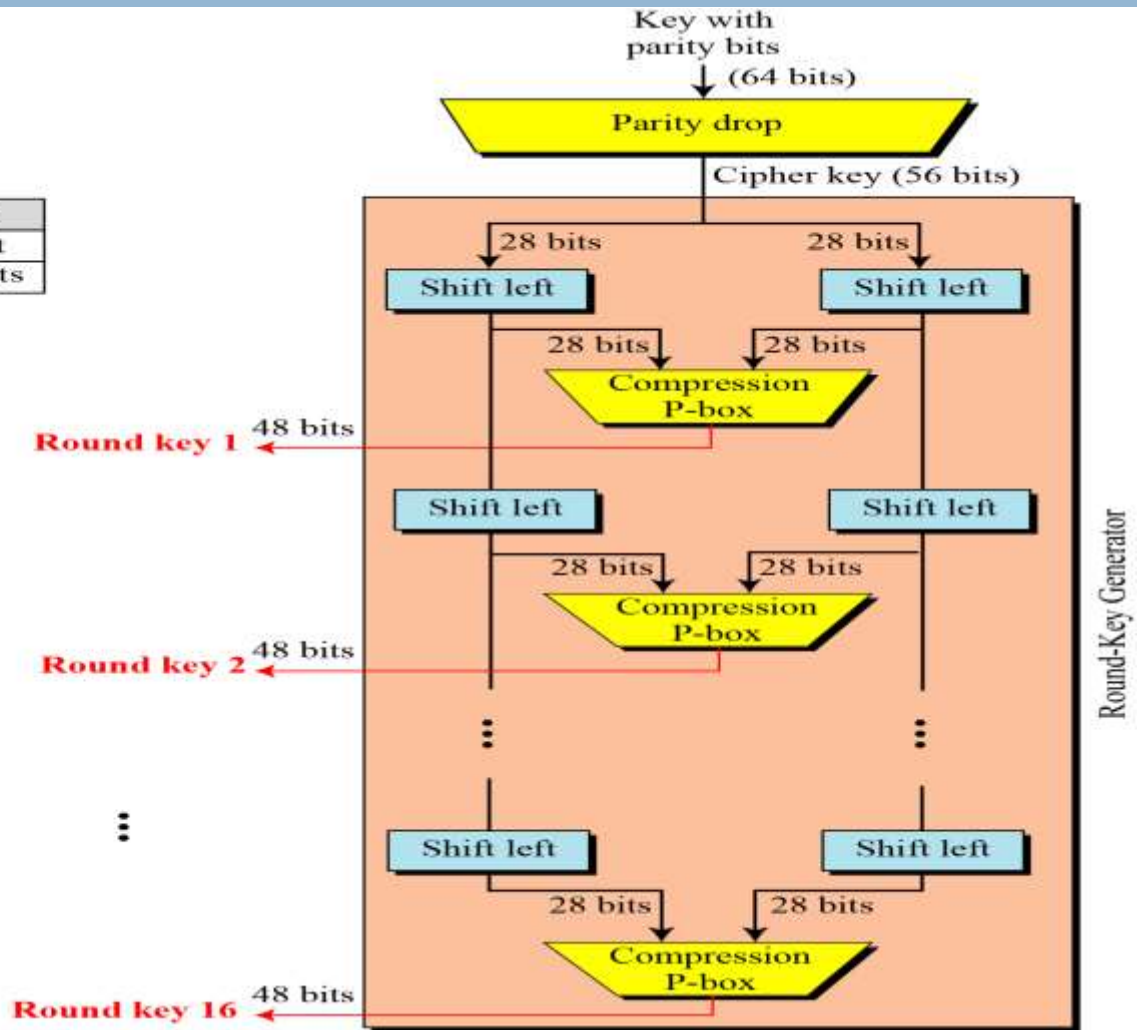 Key with
parity bits
(64 bits)
Parity drop
Cipher key (56 bits)
ts
28 bits
28 bits
Shift left
Shift left
28 bits
28 bits
Compression
P-box
48 bits
Round key 1
Shift left
Shift left
28 bits
28 bits
Compression
P-box
48 bits
Round key 2
Round-Key Generator
Shift left
Shift left
28 bits
28 bits
Compression
P-box
48 bits
Round key 16